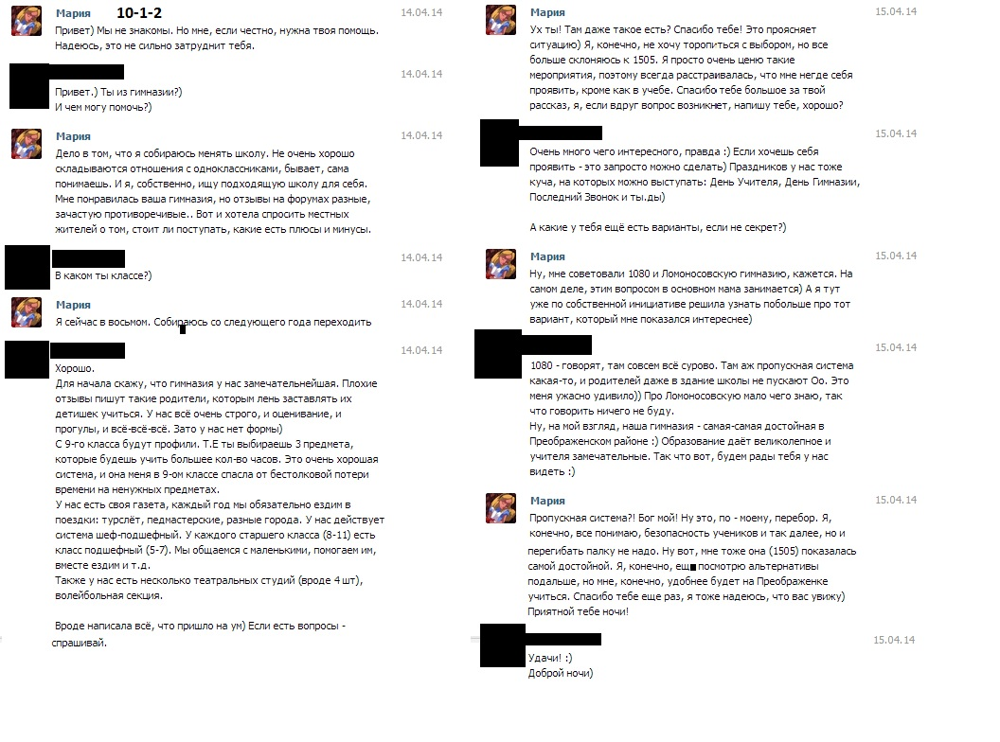 Мария 10-1-2 14.04.14
Привет) Мы не знакомы. Но мне, если честно, нужна твоя помощь.
Надеюсь, это не сильно затруднит тебя.
14.04.14
Привет.) Ты из гимназии?)
И чем могу помочь?)
Мария 14.04.14
Дело в том, что я собираюсь менять школу. Не очень хорошо
складываются отношения с одноклассниками, бывает, сама
понимаешь. И я, собственно, ищу подходящую школу для себя.
Мне понравилась ваша гимназия, но отзывы на форумах разные,
зачастую противоречивые.. Вот и хотела спросить местных
жителей о том, стоит ли поступать, какие есть плюсы и минусы.
14.04.14
В каком ты классе?)
Мария 14.04.14
Я сейчас в восьмом. Собираюсь со следующего года переходить
14.04.14
Хорошо.
Для начала скажу, что гимназия у нас замечательнейшая. Плохие
отзывы пишут такие родители, которым лень заставлять их
детишек учиться. У нас всё очень строго, и оценивание, и
прогулы, и всё-всё-всё. Зато у нас нет формы)
С 9-го класса будут профили. Т.Е ты выбираешь 3 предмета,
которые будешь учить большее кол-во часов. Это очень хорошая
система, и она меня в 9-ом классе спасла от бестолковой потери
времени на ненужных предметах.
У нас есть своя газета, каждый год мы обязательно ездим в
поездки: турслёт, педмастерские, разные города. У нас действует
система шеф-подшефный. У каждого старшего класса (8-11) есть
класс подшефный (5-7). Мы общаемся с маленькими, помогаем им,
вместе ездим и т.д.
Также у нас есть несколько театральных студий (вроде 4 шт),
волейбольная секция.
Вроде написала всё, что пришло на ум) Если есть вопросы -
спрашивай.
Мария 15.04.14
Ух ты! Там даже такое есть? Спасибо тебе! Это проясняет
ситуацию) Я, конечно, не хочу торопиться с выбором, но все
больше склоняюсь к 1505. Я просто очень ценю такие
мероприятия, поэтому всегда расстраивалась, что мне негде себя
проявить, кроме как в учебе. Спасибо тебе большое за твой
рассказ, я, если вдруг вопрос возникнет, напишу тебе, хорошо?
15.04.14
Очень много чего интересного, правда :) Если хочешь себя
проявить - это запросто можно сделать) Праздников у нас тоже
куча, на которых можно выступать: День Учителя, День Гимназии,
Последний Звонок и ты.ды)
А какие у тебя ещё есть варианты, если не секрет?)
Мария 15.04.14
Ну, мне советовали 1080 и Ломоносовскую гимназию, кажется. На
самом деле, этим вопросом в основном мама занимается) А я тут
уже по собственной инициативе решила узнать побольше про тот
вариант, который мне показался интереснее)
15.04.14
1080 - говорят, там совсем всё сурово. Там аж пропускная система
какая-то, и родителей даже в здание школы не пускают Оо. Это
меня ужасно удивило)) Про Ломоносовскую мало чего знаю, так
что говорить ничего не буду.
Ну, на мой взгляд, наша гимназия - самая-самая достойная в
Преображенском районе :) Образование даёт великолепное и
учителя замечательные. Так что вот, будем рады тебя у нас
видеть :)
Мария 15.04.14
Пропускная система?! Бог мой! Ну это, по - моему, перебор. Я,
конечно, все понимаю, безопасность учеников и так далее, но и
перегибать палку не надо. Ну вот, мне тоже она (1505) показалась
самой достойной. Я, конечно, ещ посмотрю альтернативы
подальше, но мне, конечно, удобнее будет на Преображенке
учиться. Спасибо тебе еще раз, я тоже надеюсь, что вас увижу)
Приятной тебе ночи!
15.04.14
Удачи! :)
Доброй ночи)